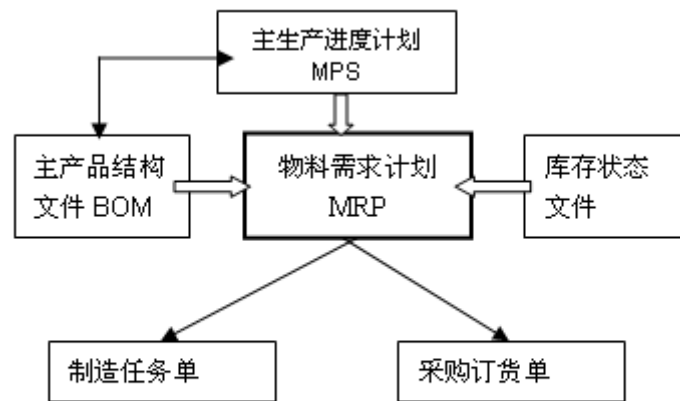 主生产进度计划
MPS
主产品结构
文件 BOM
物料需求计划
MRP
库存状态
文件
制造任务单
采购订货单